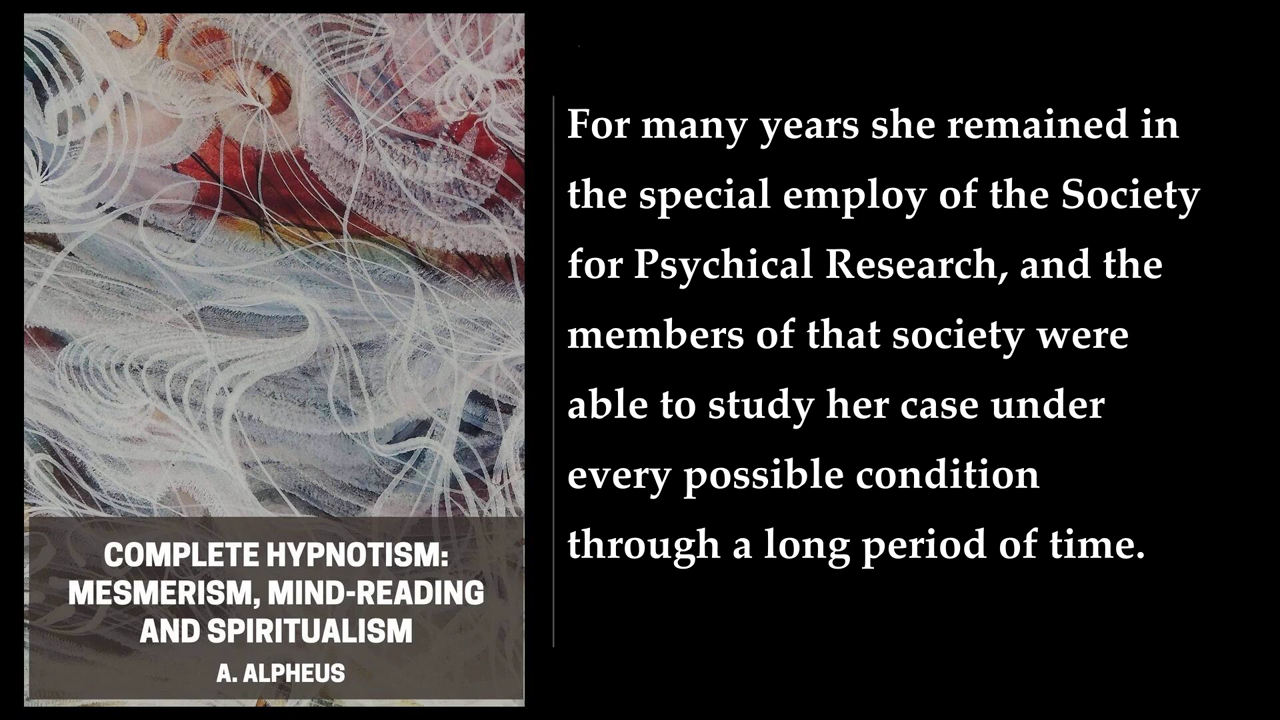 COMPLETE HYPNOTISM:
MESMERISM, MIND-READING
AND SPIRITUALISM
A. ALPHEUS
For many years she remained in
the special employ of the Society
for Psychical Research, and the
members of that society were
able to study her case under
every possible condition
through a long period of time.